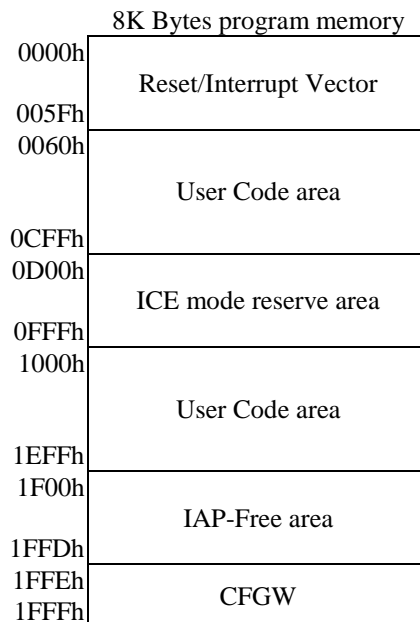 8K Bytes program memory
0000h
Reset/Interrupt Vector
005Fh
0060h
User Code area
0CFFh
0D00h
ICE mode reserve area
0FFFh
1000h
User Code area
1EFFh
1F00h
IAP-Free area
1FFDh
1FFEh
CFGW
1FFFh